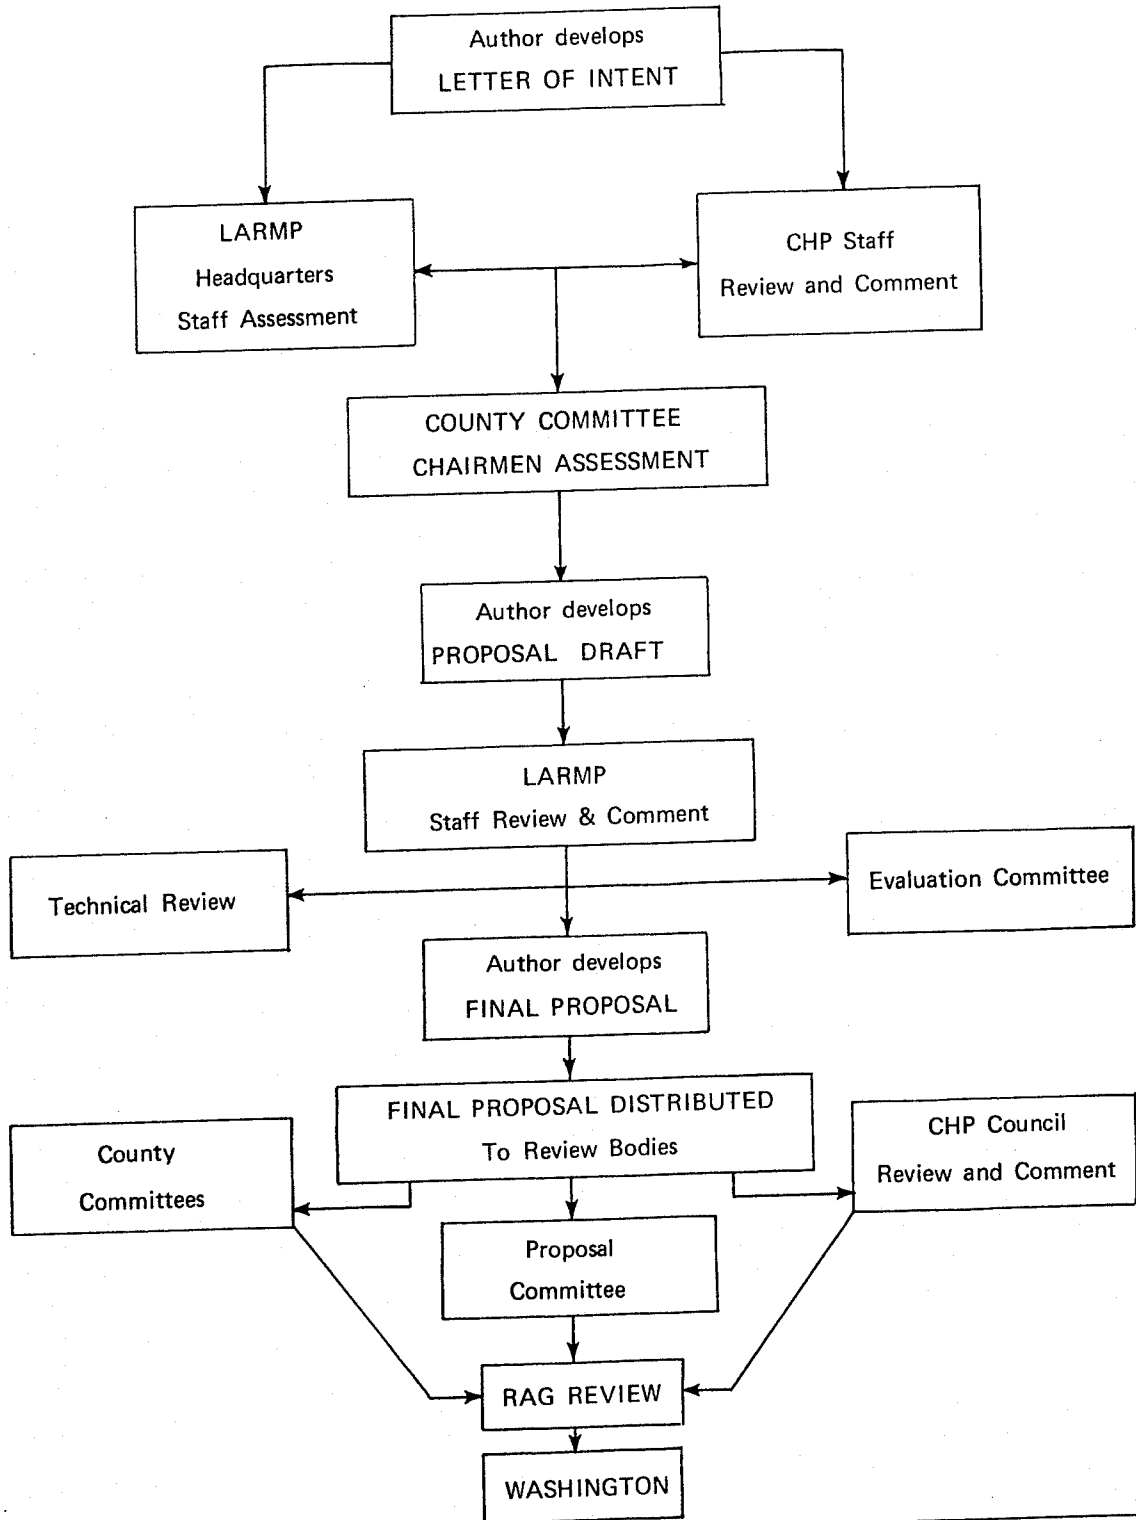 Author develops
LETTER OF INTENT
LARMP
Headquarters
Staff Assessment
CHP Staff
Review and Comment
COUNTY COMMITTEE
CHAIRMEN ASSESSMENT
Author develops
PROPOSAL DRAFT
LARMP
Staff Review & Comment
Technical Review
Evaluation Committee
Author develops
FINAL PROPOSAL
FINAL PROPOSAL DISTRIBUTED
To Review Bodies
County
Committees
CHP Council
Review and Comment
Proposal
Committee
RAG REVIEW
WASHINGTON